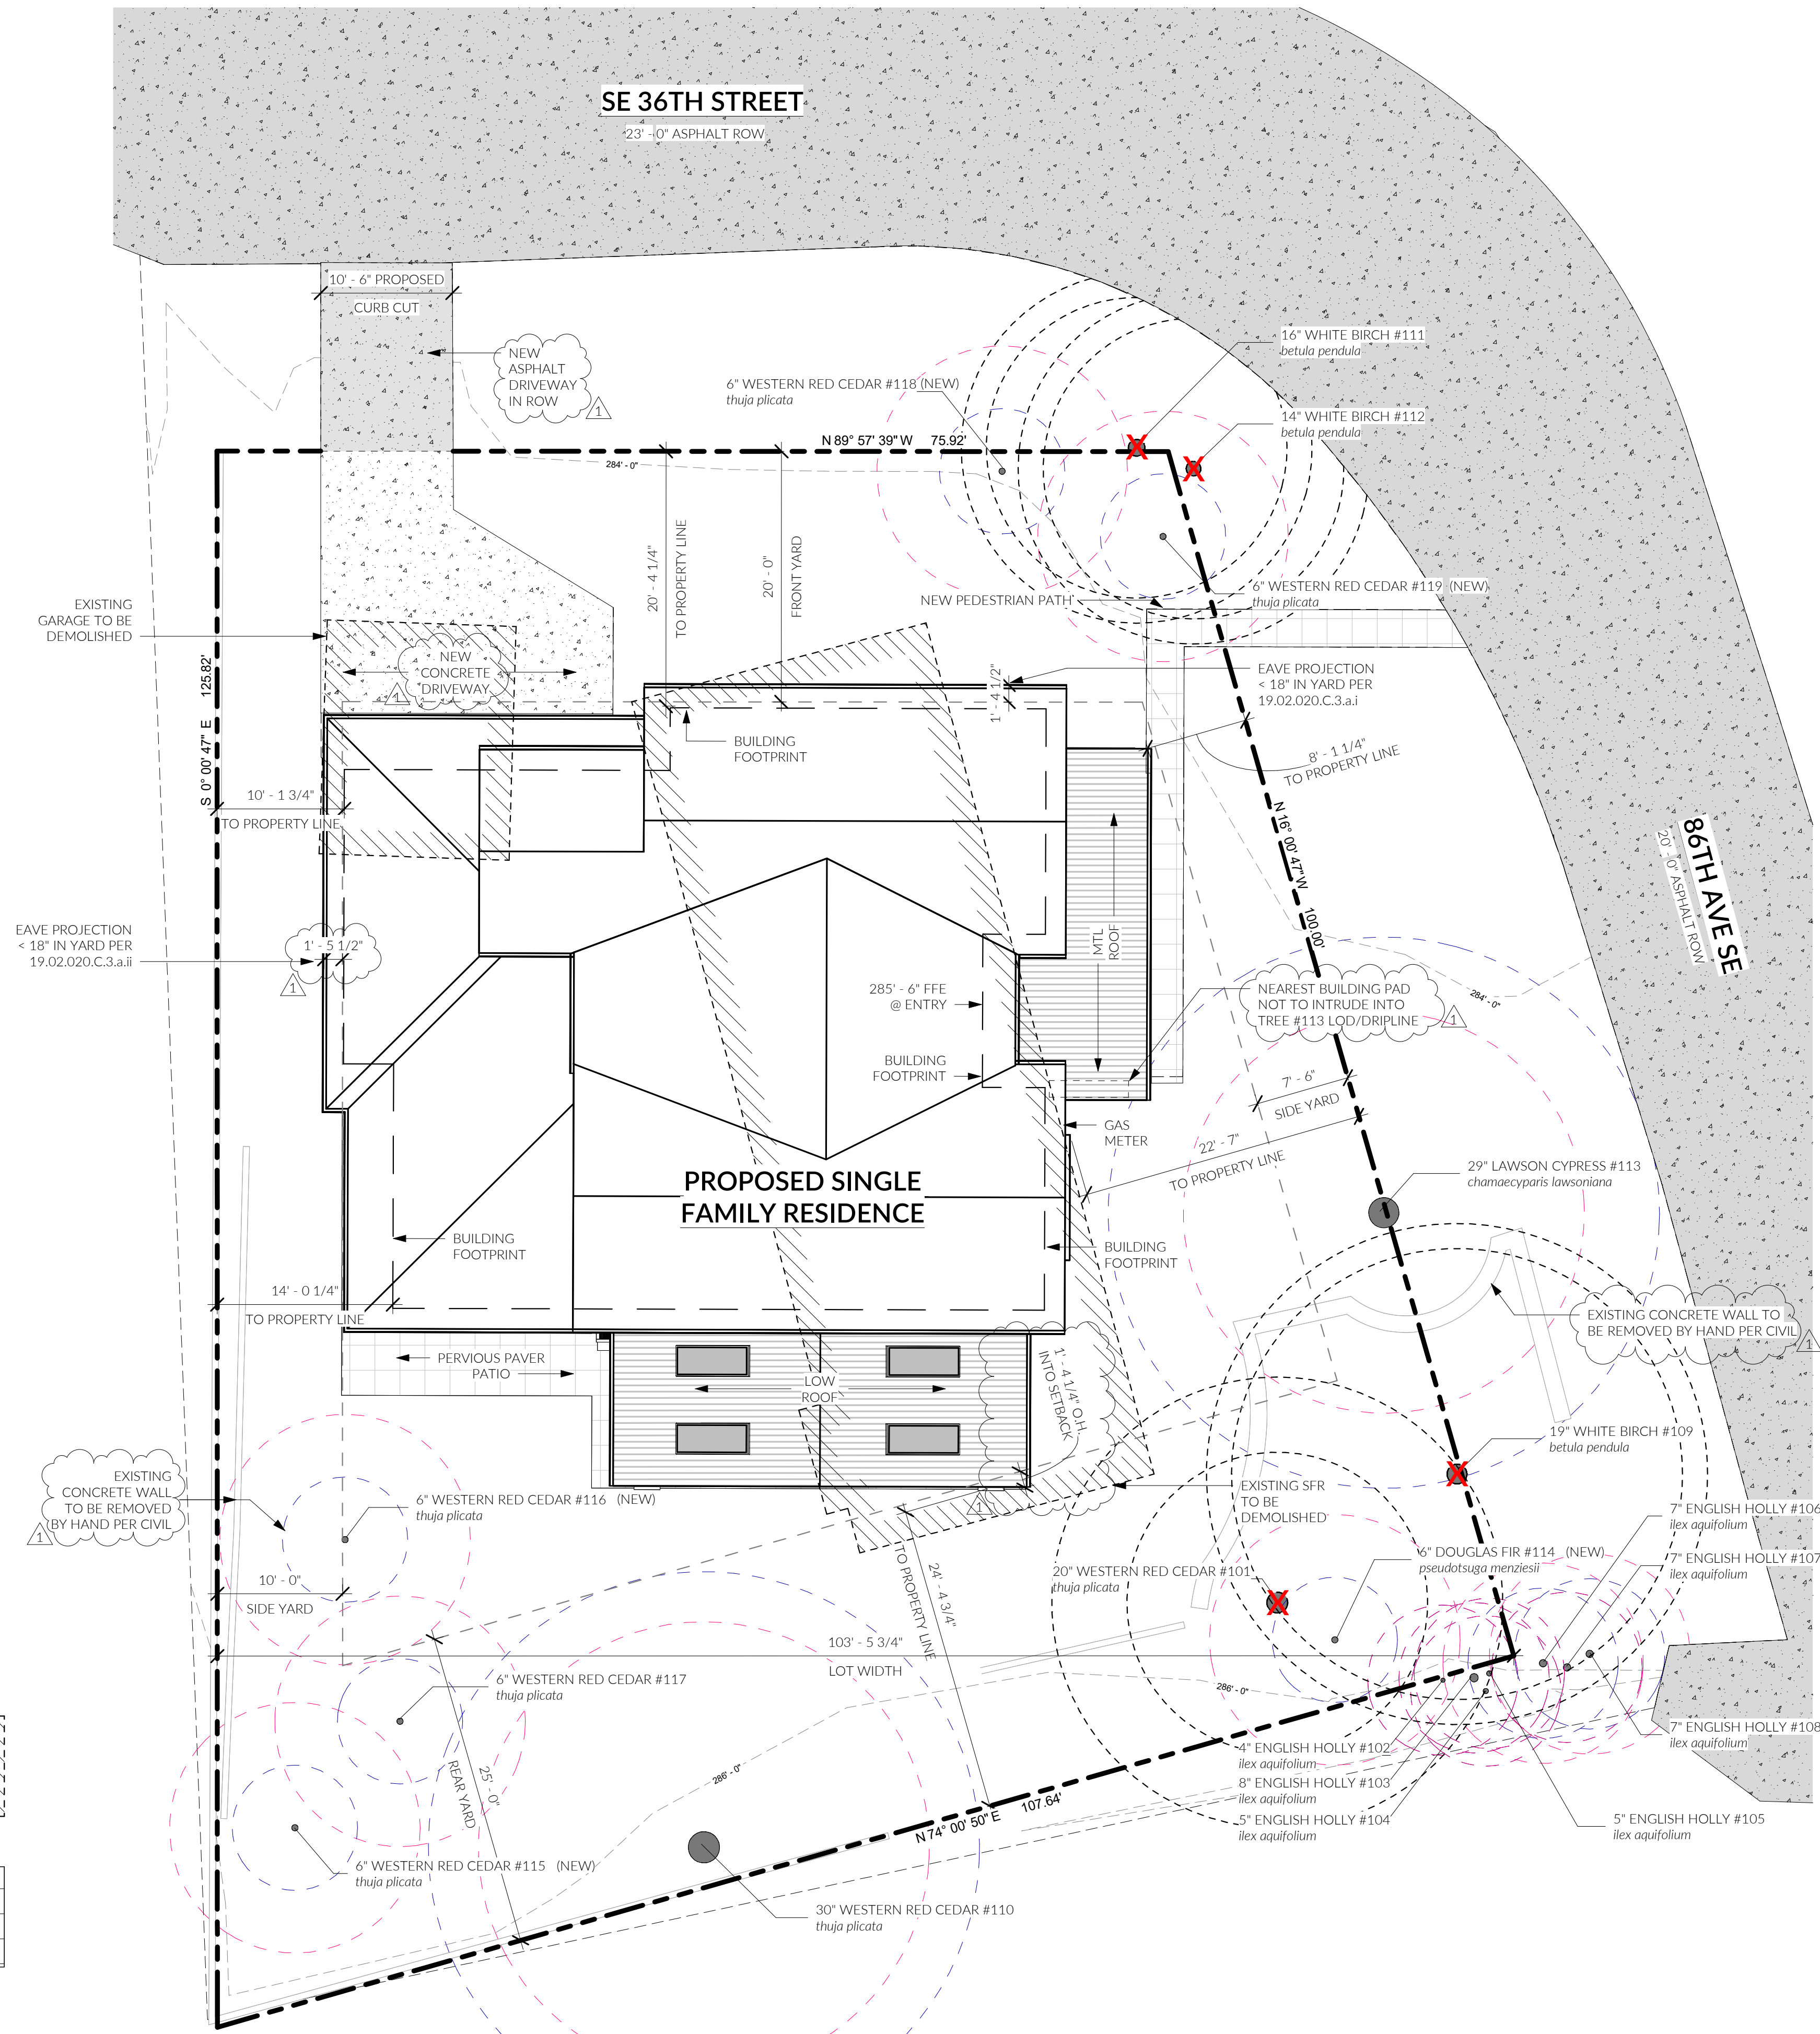 SE 36TH STREET
23' - 0" ASPHALT ROW
10' - 6" PROPOSED
CURB CUT
NEW
ASPHALT
DRIVEWAY
IN ROW
1
16" WHITE BIRCH #111
betula pendula
6" WESTERN RED CEDAR #118 (NEW)
thuja plicata
14" WHITE BIRCH #112
betula pendula
N 89° 57' 39" W 75.92'
284' - 0"
20' - 4 1/4"
TO PROPERTY LINE
20' - 0"
FRONT YARD
EXISTING
GARAGE TO BE
DEMOLISHED
NEW PEDESTRIAN PATH
6" WESTERN RED CEDAR #119 (NEW)
thuja plicata
NEW
CONCRETE
DRIVEWAY
1
S 0° 00' 47" E 125.82'
1' - 4 1/2"
EAVE PROJECTION
< 18" IN YARD PER
19.02.020.C.3.a.i
BUILDING
FOOTPRINT
8' - 1 1/4"
TO PROPERTY LINE
10' - 1 3/4"
TO PROPERTY LINE
N 16° 00' 47" W 100.00'
86TH AVE SE
20' - 0" ASPHALT ROW
EAVE PROJECTION
< 18" IN YARD PER
19.02.020.C.3.a.ii
1' - 5 1/2"
1
MTL
ROOF
285' - 6" FFE
@ ENTRY
NEAREST BUILDING PAD
NOT TO INTRUDE INTO
TREE #113 LOD/DRIPLINE
1
284' - 0"
BUILDING
FOOTPRINT
7' - 6"
SIDE YARD
GAS
METER
22' - 7"
TO PROPERTY LINE
29" LAWSON CYPRESS #113
chamaecyparis lawsoniana
PROPOSED SINGLE
FAMILY RESIDENCE
BUILDING
FOOTPRINT
BUILDING
FOOTPRINT
14' - 0 1/4"
TO PROPERTY LINE
EXISTING CONCRETE WALL TO
BE REMOVED BY HAND PER CIVIL
1
PERVIOUS PAVER
PATIO
LOW
ROOF
1' - 4 1/4" O.H.
INTO SETBACK
1
19" WHITE BIRCH #109
betula pendula
EXISTING
CONCRETE WALL
TO BE REMOVED
BY HAND PER CIVIL
1
6" WESTERN RED CEDAR #116 (NEW)
thuja plicata
EXISTING SFR
TO BE
DEMOLISHED
7" ENGLISH HOLLY #106
ilex aquifolium
6" DOUGLAS FIR #114 (NEW)
pseudotsuga menziesii
7" ENGLISH HOLLY #107
ilex aquifolium
20" WESTERN RED CEDAR #101
thuja plicata
10' - 0"
SIDE YARD
24' - 4 3/4"
TO PROPERTY LINE
103' - 5 3/4"
LOT WIDTH
6" WESTERN RED CEDAR #117
thuja plicata
286' - 0"
7" ENGLISH HOLLY #108
ilex aquifolium
4" ENGLISH HOLLY #102
ilex aquifolium
8" ENGLISH HOLLY #103
ilex aquifolium
5" ENGLISH HOLLY #104
ilex aquifolium
5" ENGLISH HOLLY #105
ilex aquifolium
25' - 0"
REAR YARD
286' - 0"
N 74° 00' 50" E 107.64'
6" WESTERN RED CEDAR #115 (NEW)
thuja plicata
30" WESTERN RED CEDAR #110
thuja plicata